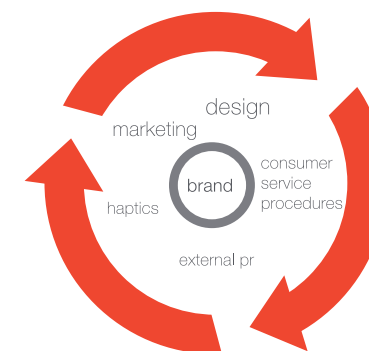 design
marketing
consumer
service
procedures
brand
haptics
external pr